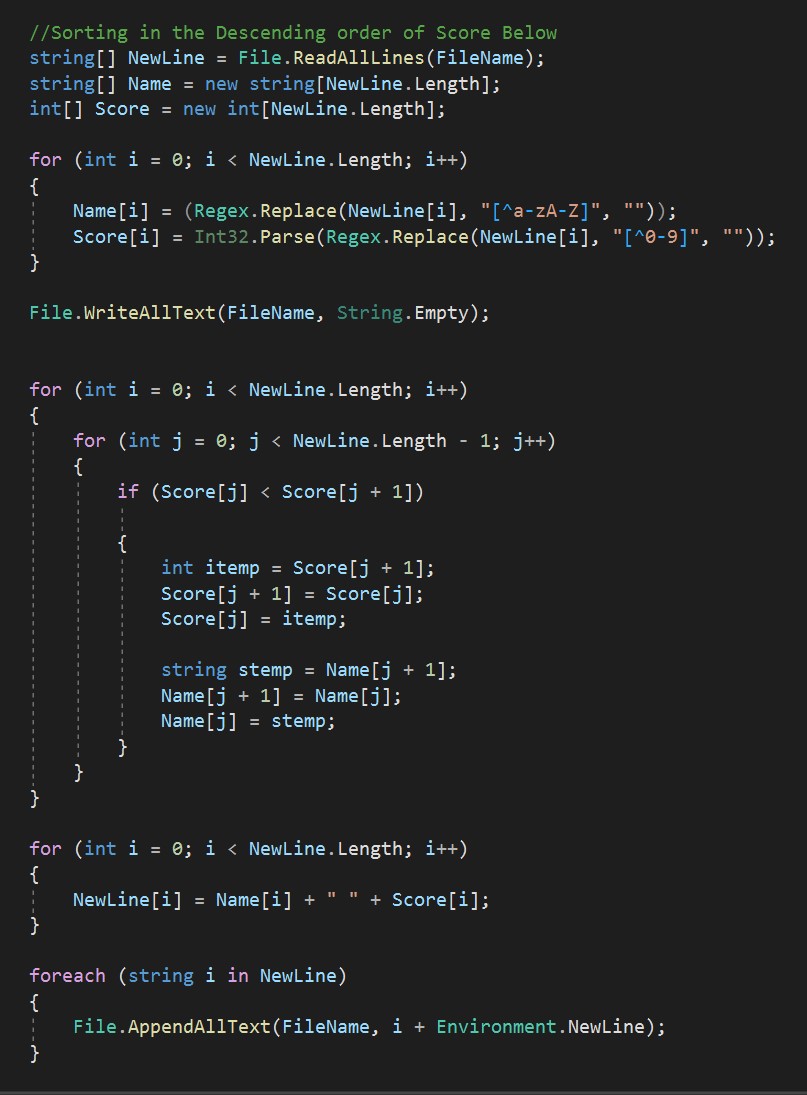 //Sorting in the Descending order of Score Below
string[] NewLine = File.ReadAllLines(FileName);
string[] Name = new string[NewLine.Length];
int[] Score = new int[NewLine.Length];

for (int i = 0; i < NewLine.Length; i++)
{
    Name[i] = (Regex.Replace(NewLine[i], "[^a-zA-Z]", ""));
    Score[i] = Int32.Parse(Regex.Replace(NewLine[i], "[^0-9]", ""));
}

File.WriteAllText(FileName, String.Empty);


for (int i = 0; i < NewLine.Length; i++)
{
    for (int j = 0; j < NewLine.Length - 1; j++)
    {
        if (Score[j] < Score[j + 1])

        {
            int itemp = Score[j + 1];
            Score[j + 1] = Score[j];
            Score[j] = itemp;

            string stemp = Name[j + 1];
            Name[j + 1] = Name[j];
            Name[j] = stemp;
        }
    }
}

for (int i = 0; i < NewLine.Length; i++)
{
    NewLine[i] = Name[i] + " " + Score[i];
}

foreach (string i in NewLine)
{
    File.AppendAllText(FileName, i + Environment.NewLine);
}